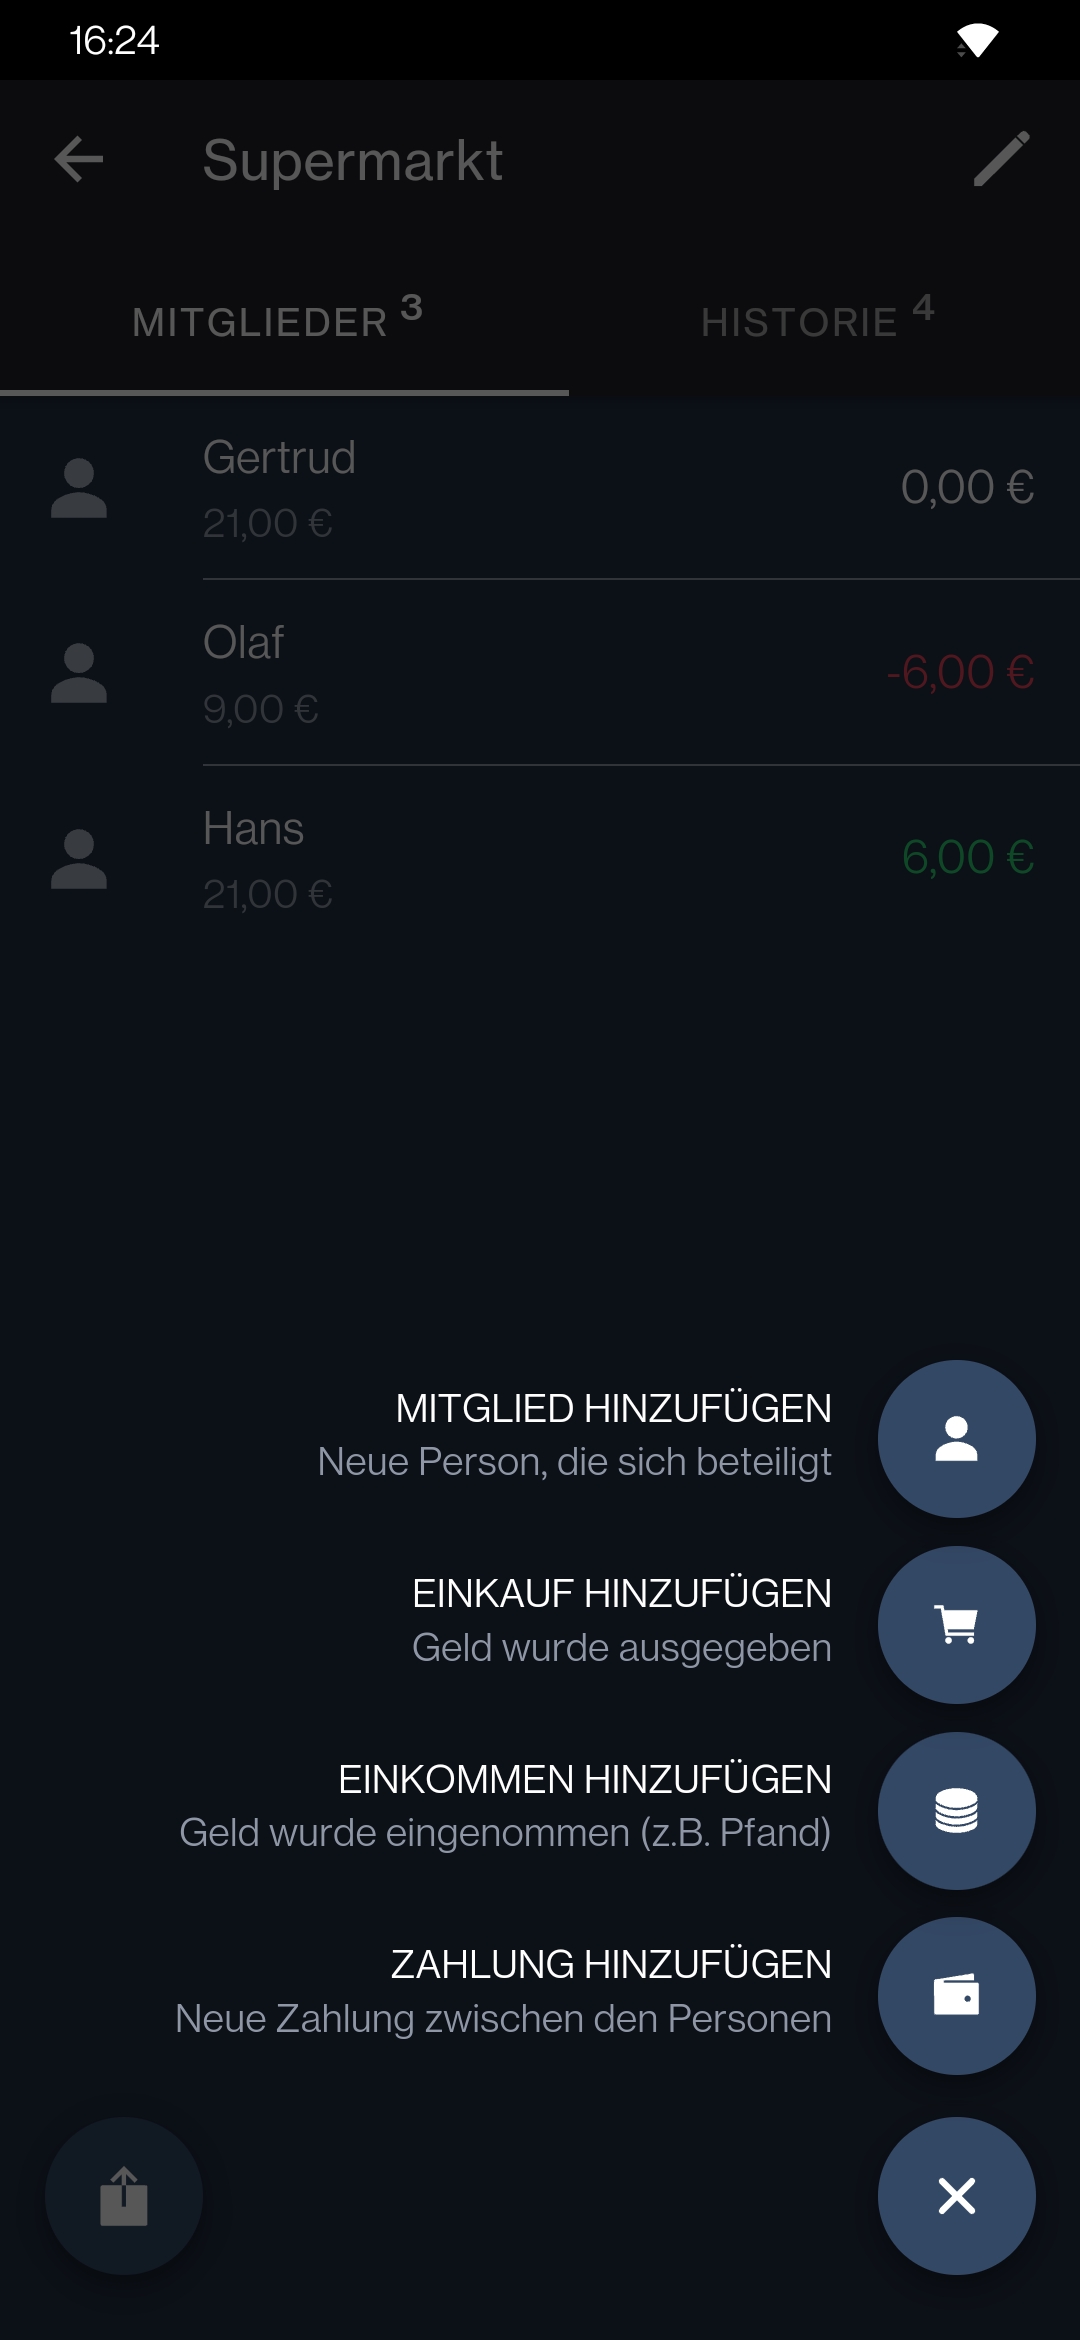 16:24
Supermarkt
MITGLIEDER 3
HISTORIE 4
Gertrud
21,00 €
0,00 €
Olaf
9,00 €
-6,00 €
Hans
21,00 €
6,00 €
MITGLIED HINZUFÜGEN
Neue Person, die sich beteiligt
EINKAUF HINZUFÜGEN
Geld wurde ausgegeben
EINKOMMEN HINZUFÜGEN
Geld wurde eingenommen (z.B. Pfand)
ZAHLUNG HINZUFÜGEN
Neue Zahlung zwischen den Personen